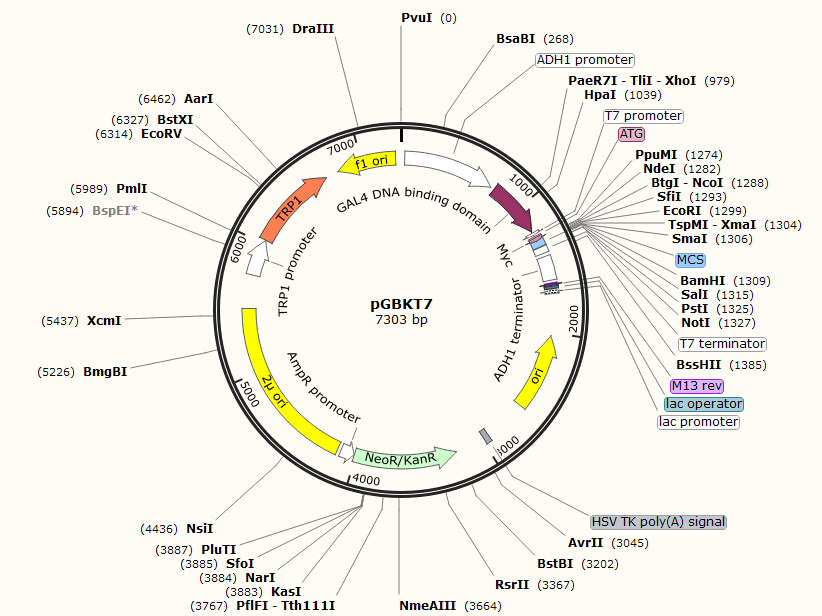 PvuI (0)
BsaBI (268)
ADH1 promoter
PaeR7I - TliI - XhoI (979)
HpaI (1039)
T7 promoter
ATG
PpuMI (1274)
NdeI (1282)
BtgI - NcoI (1288)
SfiI (1293)
EcoRI (1299)
TspMI - XmaI (1304)
SmaI (1306)
MCS
BamHI (1309)
SalI (1315)
PstI (1325)
NotI (1327)
T7 terminator
BssHII (1385)
M13 rev
lac operator
lac promoter
HSV TK poly(A) signal
AvrII (3045)
BstBI (3202)
RsrII (3367)
NmeAIII (3664)
(3767) PflFI - Tth111I
(3883) KasI
(3884) NarI
(3885) SfoI
(3887) PluTI
(4436) NsiI
(5226) BmgBI
(5437) XcmI
(5894) BspEI*
(5989) PmlI
(6314) EcoRV
(6327) BstXI
(6462) AarI
(7031) DraIII
1000
2000
3000
4000
5000
6000
7000
f1 ori
GAL4 DNA binding domain
Myc
ADH1 terminator
ori
NeoR/KanR
AmpR promoter
2μ ori
TRP1 promoter
TRP1
pGBKT7
7303 bp